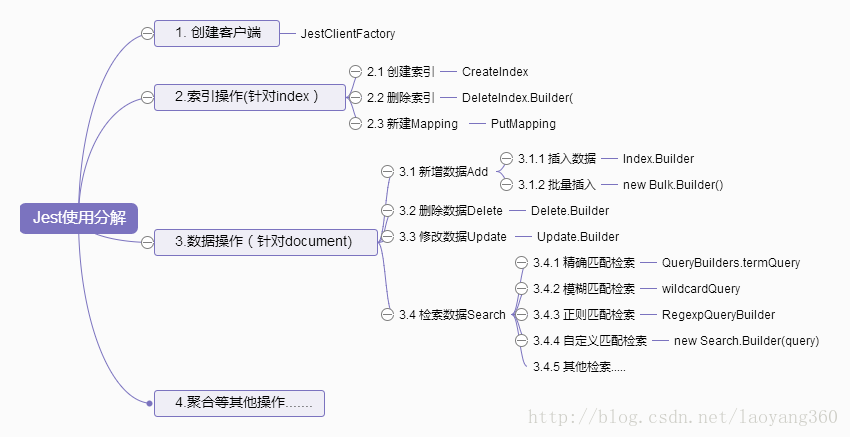 Jest使用分解
1. 创建客户端 JestClientFactory
2.索引操作(针对index )
2.1 创建索引 CreateIndex
2.2 删除索引 DeleteIndex.Builder(
2.3 新建Mapping PutMapping
3.数据操作（针对document)
3.1 新增数据Add
3.1.1 插入数据 Index.Builder
3.1.2 批量插入 new Bulk.Builder()
3.2 删除数据Delete Delete.Builder
3.3 修改数据Update Update.Builder
3.4 检索数据Search
3.4.1 精确匹配检索 QueryBuilders.termQuery
3.4.2 模糊匹配检索 wildcardQuery
3.4.3 正则匹配检索 RegexpQueryBuilder
3.4.4 自定义匹配检索 new Search.Builder(query)
3.4.5 其他检索.....
4.聚合等其他操作.......
http://blog.csdn.net/laoyang360